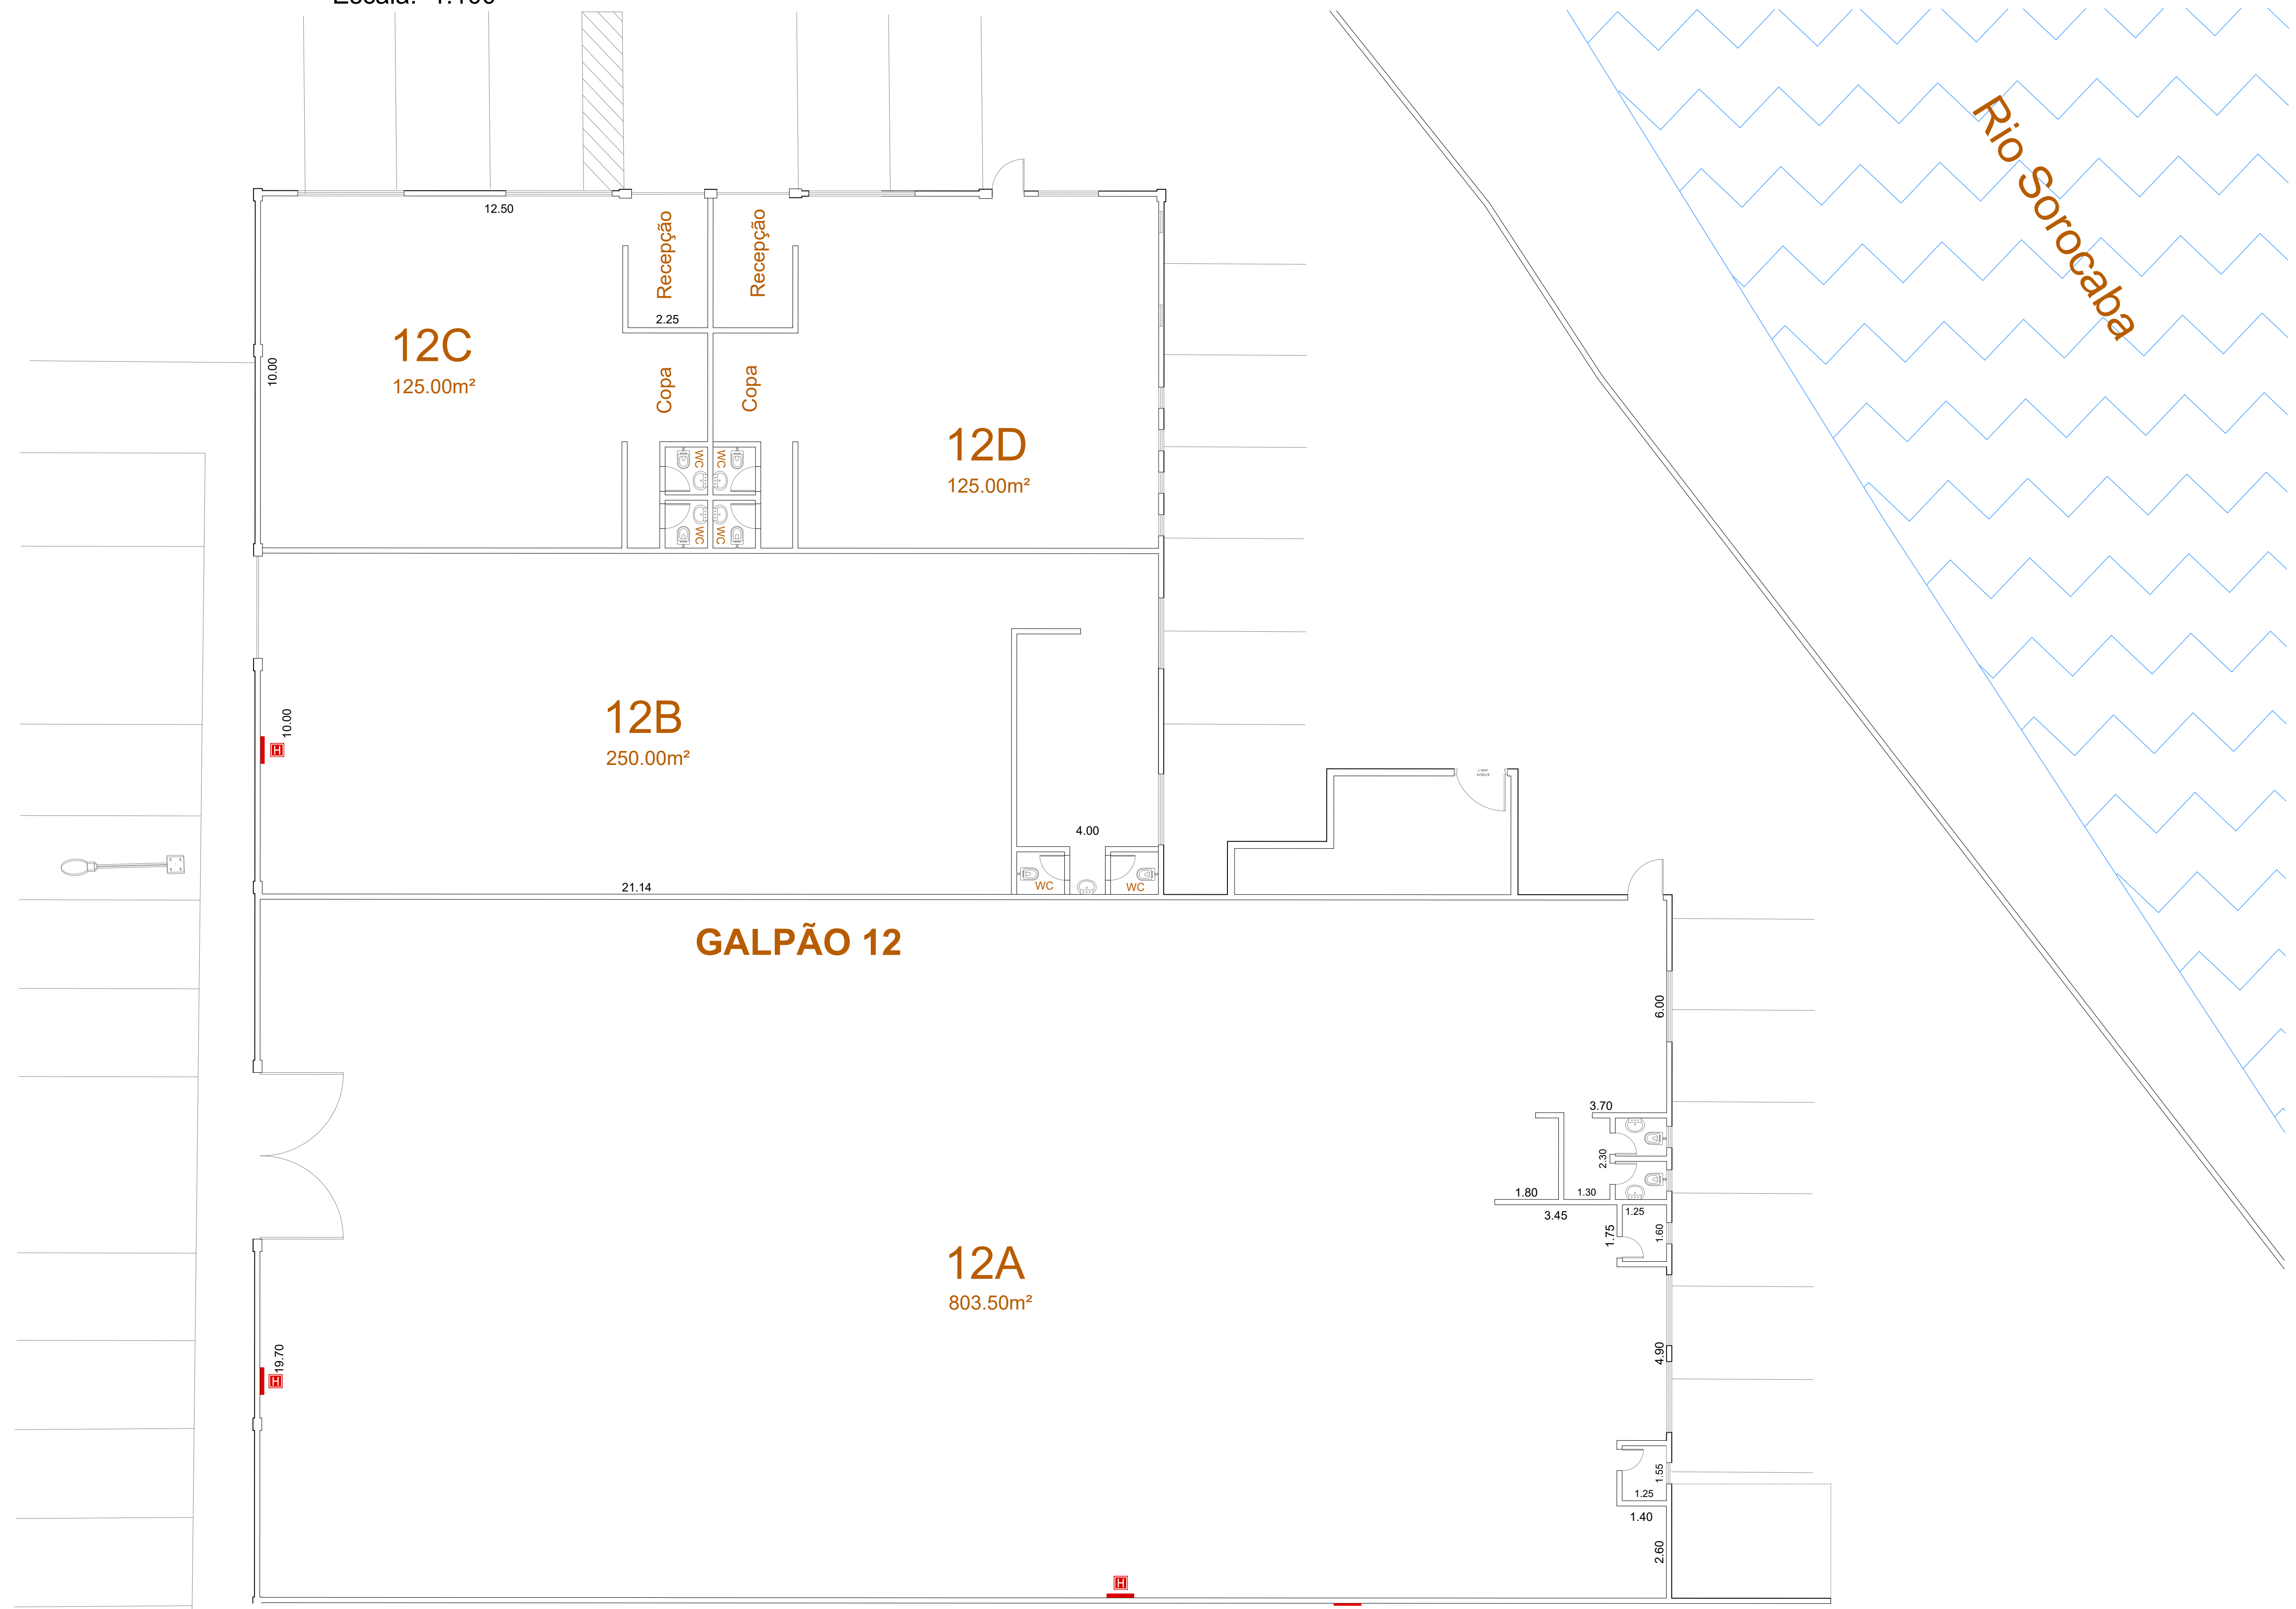 Escala: 1:100
Rio Sorocaba
12.50
Recepção
Recepção
2.25
12C
125.00m²
10.00
Copa
Copa
12D
125.00m²
WC
WC
WC
WC
12B
250.00m²
10.00
H
4.00
WC
WC
21.14
GALPÃO 12
6.00
3.70
2.30
1.80
1.30
3.45
1.25
1.75
1.60
12A
803.50m²
19.70
H
4.90
1.55
1.25
1.40
2.60
H